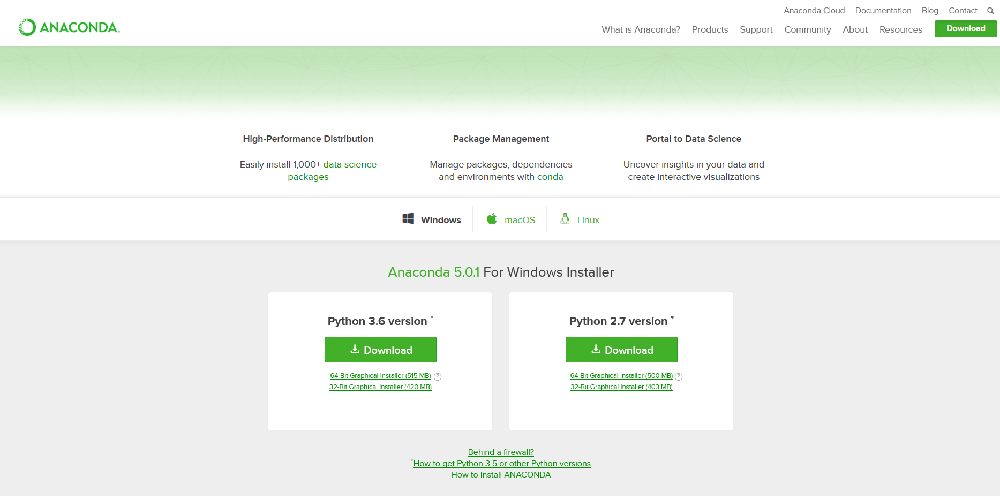 Anaconda Cloud Documentation Blog Contact
ANACONDA.
What is Anaconda? Products Support Community About Resources Download
High-Performance Distribution
Easily install 1,000+ data science
packages
Package Management
Manage packages, dependencies
and environments with conda
Portal to Data Science
Uncover insights in your data and
create interactive visualizations
Windows macOS Linux
Anaconda 5.0.1 For Windows Installer
Python 3.6 version *
Download
64-Bit Graphical Installer (515 MB) ?
32-Bit Graphical Installer (420 MB)
Python 2.7 version *
Download
64-Bit Graphical Installer (500 MB) ?
32-Bit Graphical Installer (403 MB)
Behind a firewall?
*How to get Python 3.5 or other Python versions
How to Install ANACONDA